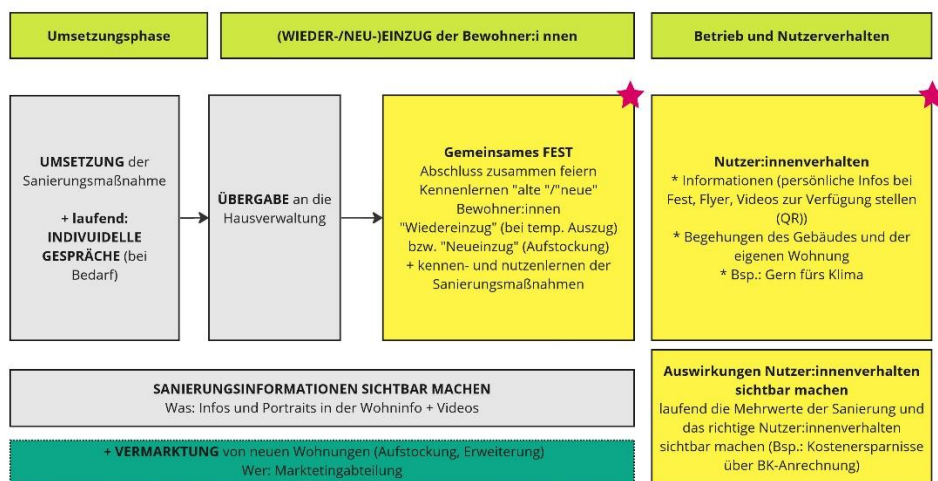 Umsetzungsphase
(WIEDER-/NEU-)EINZUG der Bewohner:i nnen
Betrieb und Nutzerverhalten
UMSETZUNG der
Sanierungsmaßnahme
+ laufend:
INDIVUIDELLE
GESPRÄCHE (bei
Bedarf)
ÜBERGABE an die
Hausverwaltung
Gemeinsames FEST
Abschluss zusammen feiern
Kennenlernen "alte "/"neue"
Bewohner:innen
"Wiedereinzug" (bei temp. Auszug)
bzw. "Neueinzug" (Aufstockung)
+ kennen- und nutzenlernen der
Sanierungsmaßnahmen
Nutzer:innenverhalten
* Informationen (persönliche Infos bei
Fest, Flyer, Videos zur Verfügung stellen
(QR))
* Begehungen des Gebäudes und der
eigenen Wohnung
* Bsp.: Gern fürs Klima
SANIERUNGSINFORMATIONEN SICHTBAR MACHEN
Was: Infos und Portraits in der Wohninfo + Videos
+ VERMARKTUNG von neuen Wohnungen (Aufstockung, Erweiterung)
Wer: Marktetingabteilung
Auswirkungen Nutzer:innenverhalten
sichtbar machen
laufend die Mehrwerte der Sanierung und
das richtige Nutzer:innenverhalten
sichtbar machen (Bsp.: Kostenersparnisse
über BK-Anrechnung)